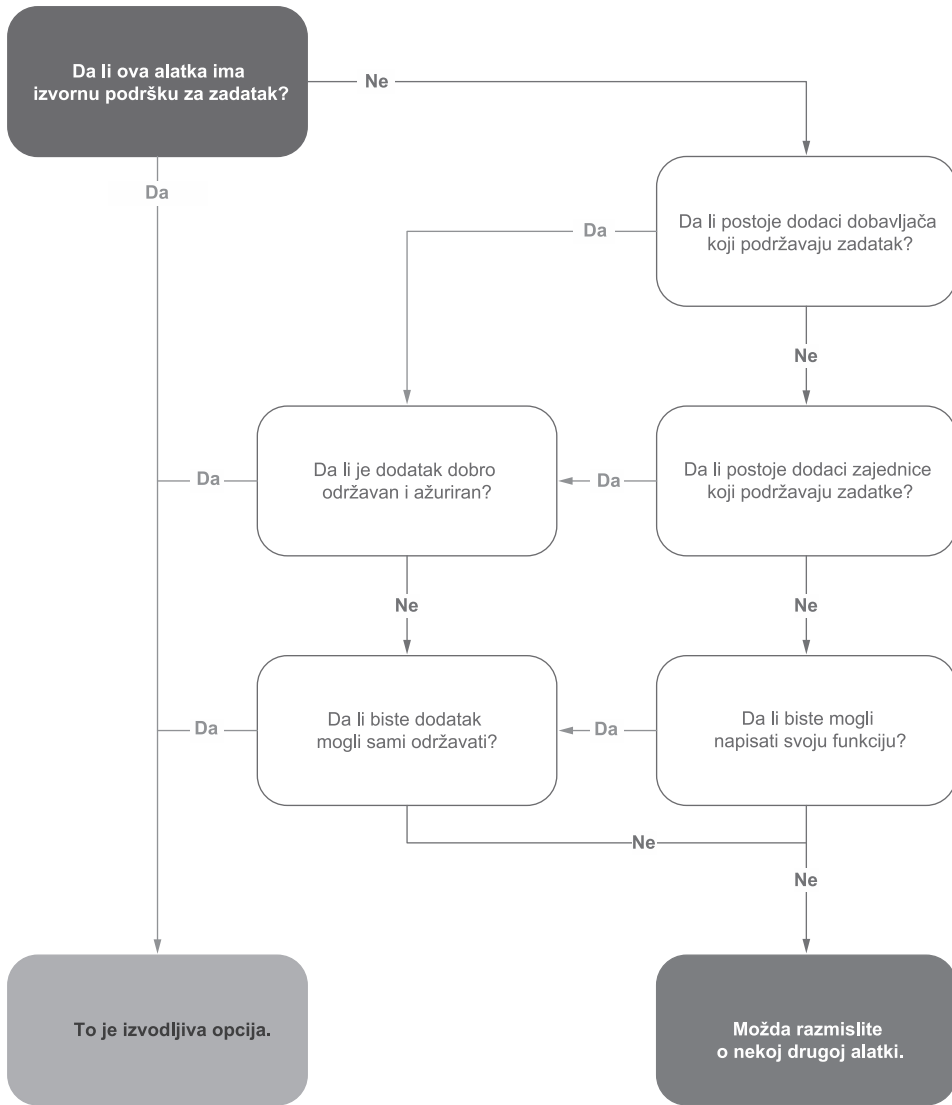 Da li ova alatka ima
izvornu podršku za zadatak?
Ne
Da
Da li postoje dodaci dobavljača
koji podržavaju zadatak?
Da
Ne
Da li je dodatak dobro
održavan i ažuriran?
Da li postoje dodaci zajednice
koji podržavaju zadatke?
Da
Da
Ne
Ne
Da li biste dodatak
mogli sami održavati?
Da li biste mogli
napisati svoju funkciju?
Da
Da
Ne
Ne
To je izvodljiva opcija.
Možda razmislite
o nekoj drugoj alatki.